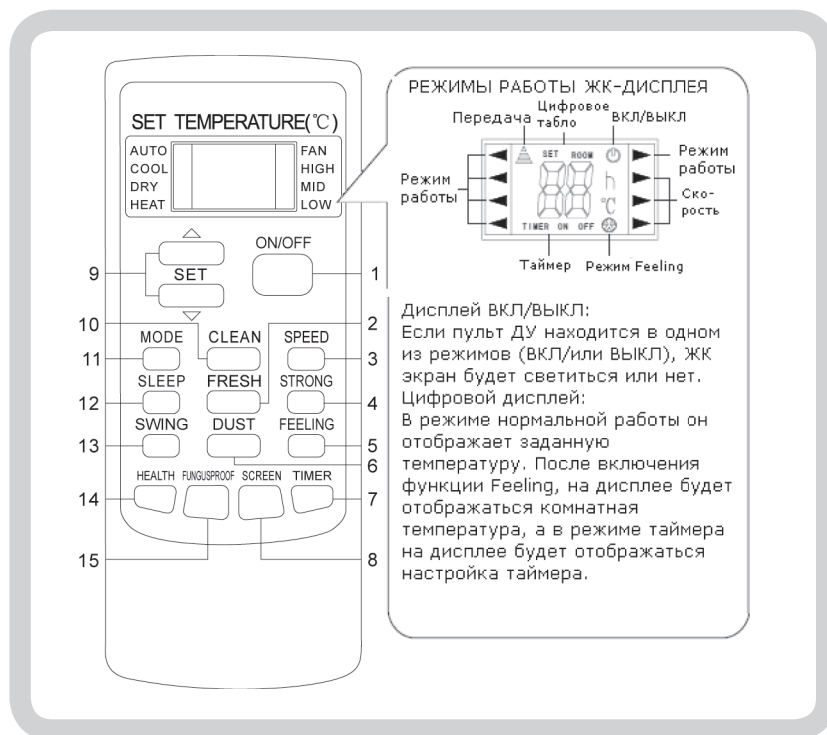 SET TEMPERATURE(℃)
AUTO
COOL
DRY
HEAT
FAN
HIGH
MID
LOW
ON/OFF
SET
9
1
10
2
MODE
CLEAN
SPEED
11
3
SLEEP
FRESH
STRONG
12
4
SWING
DUST
FEELING
13
5
6
HEALTH
FUNGUSPROOF
SCREEN
TIMER
14
7
15
8
РЕЖИМЫ РАБОТЫ ЖК-ДИСПЛЕЯ
Передача
Цифровое
табло
ВКЛ/ВЫКЛ
Режим
работы
SET ROOM
h
℃
TIMER ON OFF
Режим
работы
Ско-
рость
Таймер
Режим Feeling
Дисплей ВКЛ/ВЫКЛ:
Если пульт ДУ находится в одном
из режимов (ВКЛ/или ВЫКЛ), ЖК
экран будет светиться или нет.
Цифровой дисплей:
В режиме нормальной работы он
отображает заданную
температуру. После включения
функции Feeling, на дисплее будет
отображаться комнатная
температура, а в режиме таймера
на дисплее будет отображаться
настройка таймера.